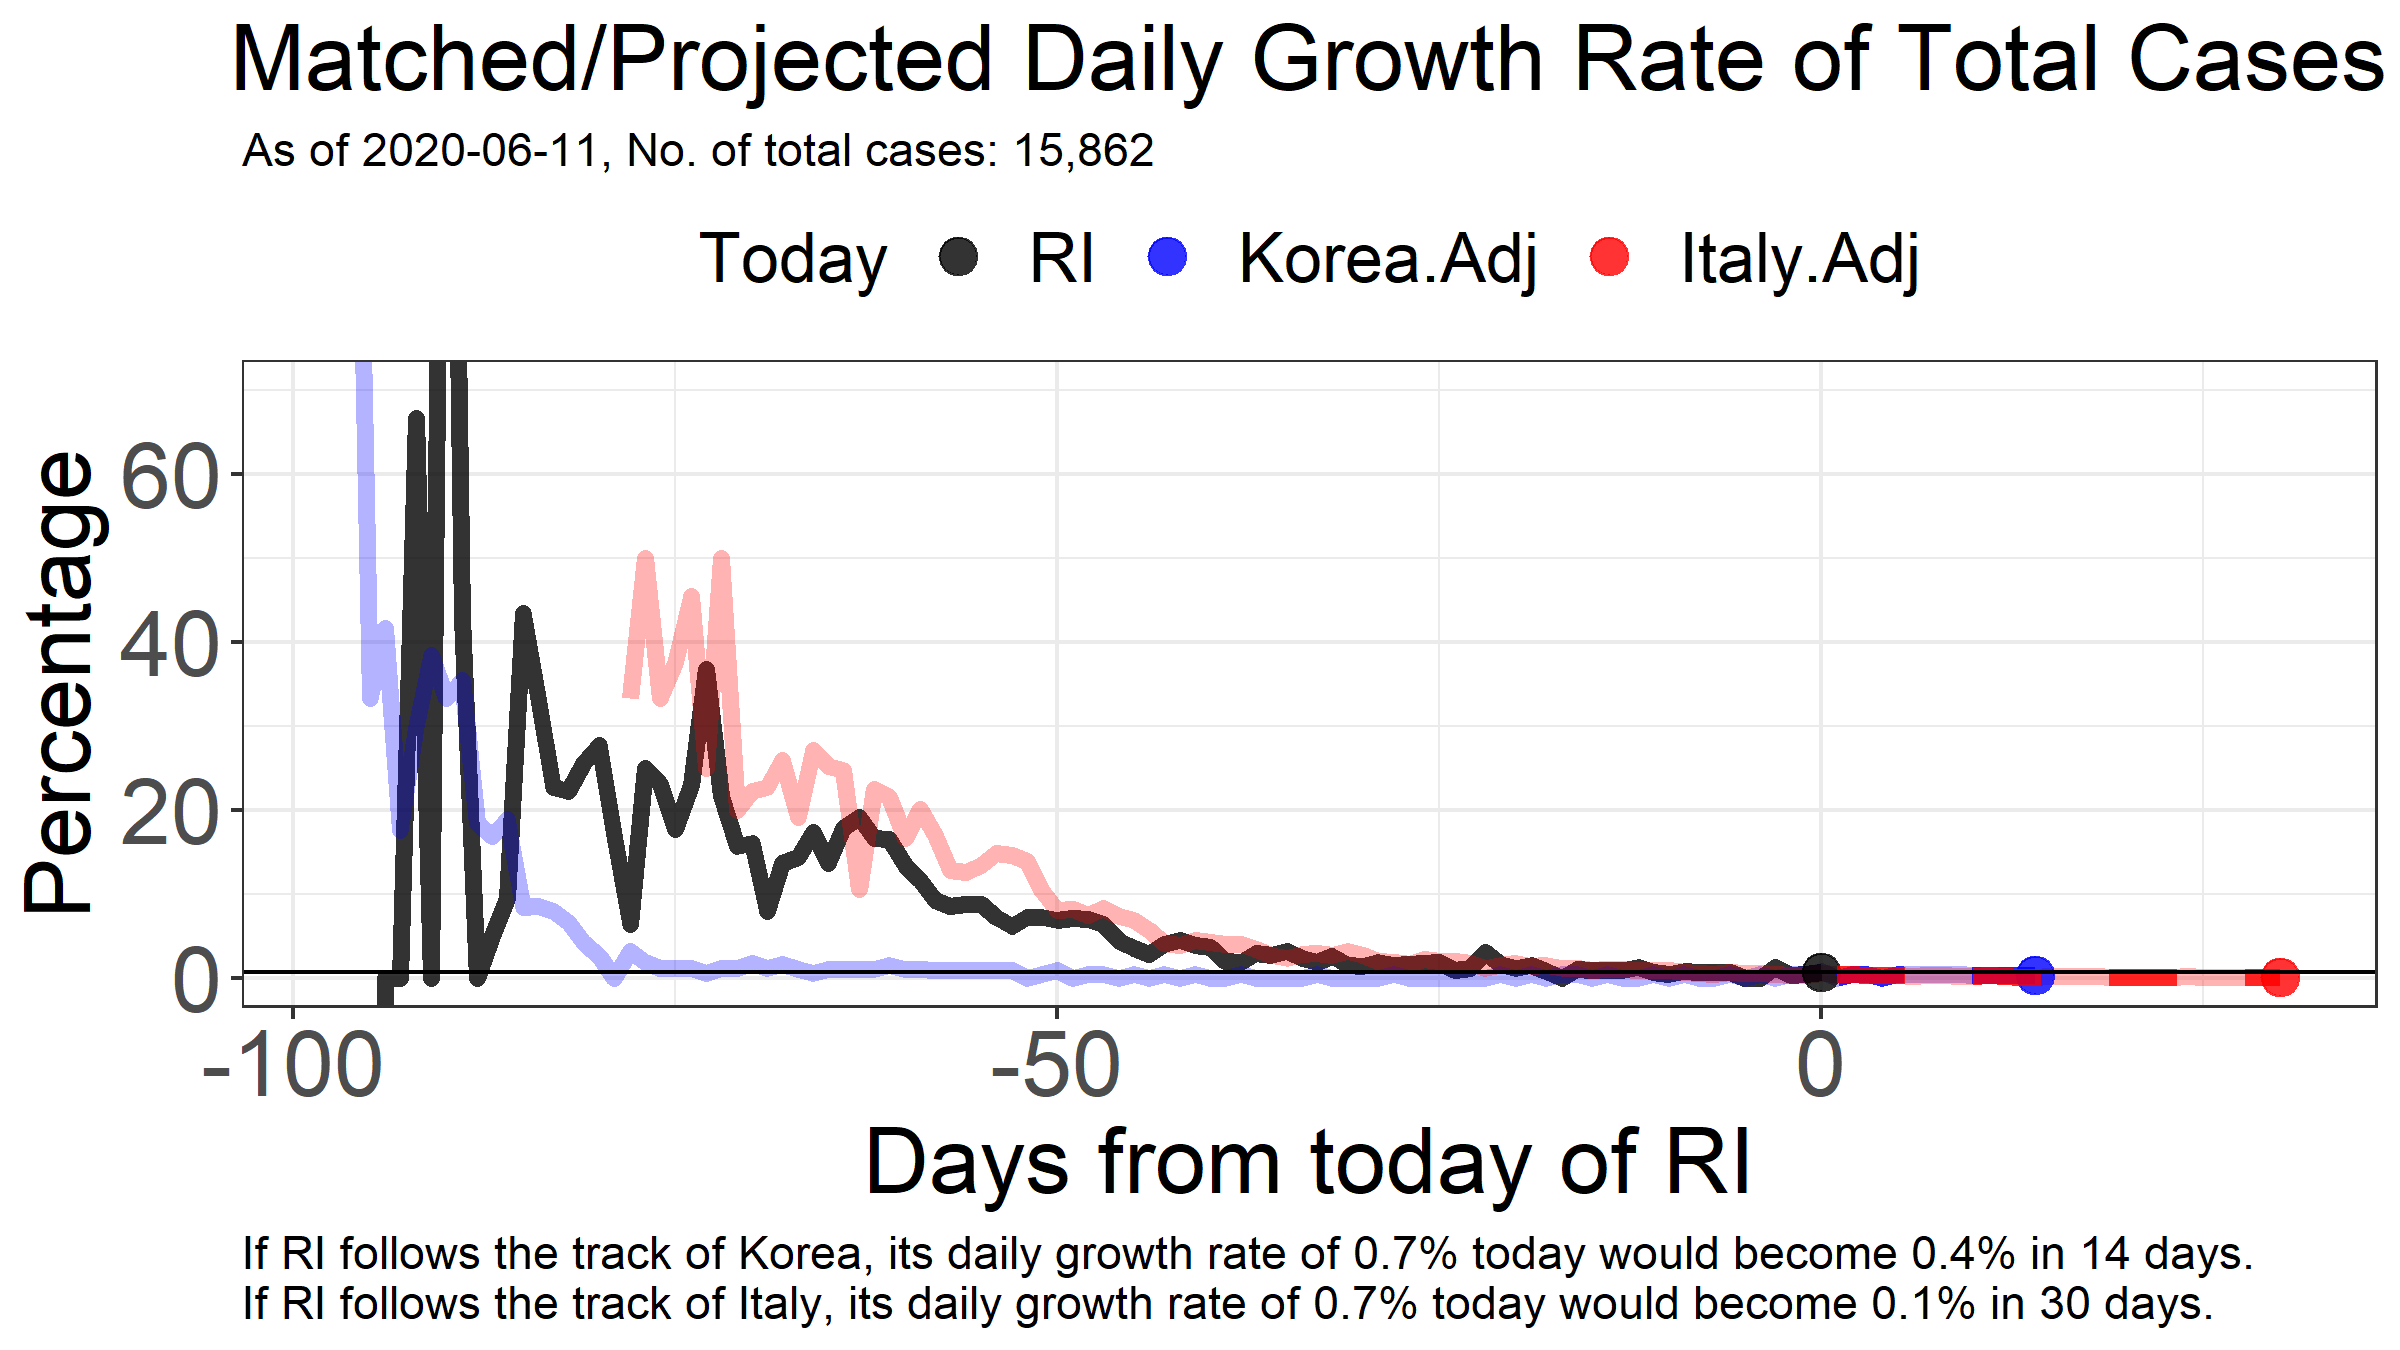 Matched/Projected Daily Growth Rate of Total Cases
As of 2020-06-11, No. of total cases: 15,862
Today RI Korea.Adj Italy.Adj
Percentage
60
40
20
0
-100 -50 0
Days from today of RI
If RI follows the track of Korea, its daily growth rate of 0.7% today would become 0.4% in 14 days.
If RI follows the track of Italy, its daily growth rate of 0.7% today would become 0.1% in 30 days.